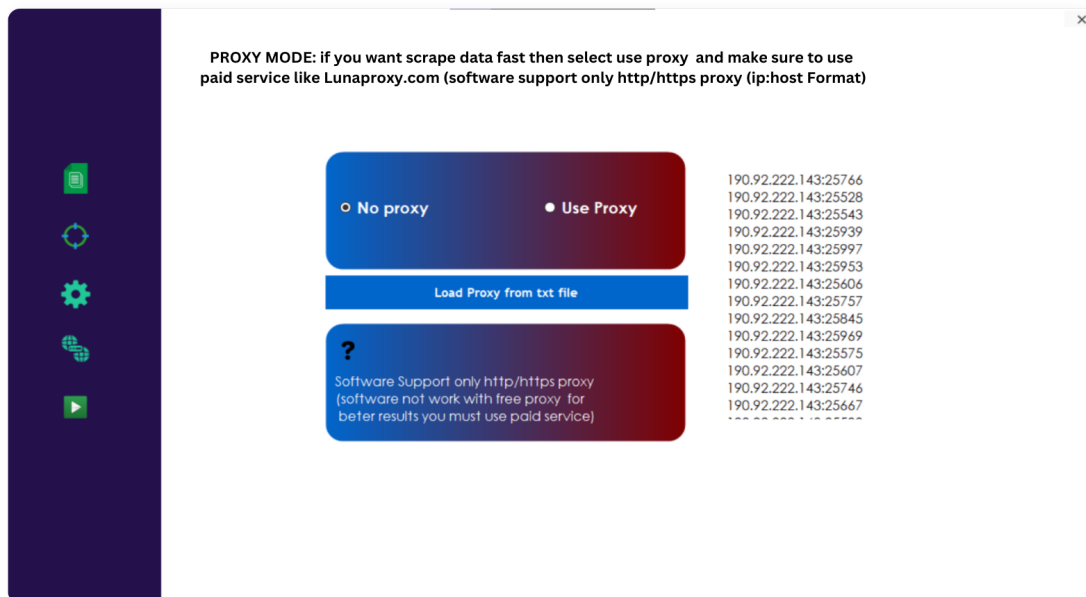 PROXY MODE: if you want scrape data fast then select use proxy and make sure to use
paid service like Lunaproxy.com (software support only http/https proxy (ip:host Format)
No proxy
Use Proxy
Load Proxy from txt file
?
Software Support only http/https proxy
(software not work with free proxy for
beter results you must use paid service)
190.92.222.143:25766
190.92.222.143:25528
190.92.222.143:25543
190.92.222.143:25939
190.92.222.143:25997
190.92.222.143:25953
190.92.222.143:25606
190.92.222.143:25757
190.92.222.143:25845
190.92.222.143:25969
190.92.222.143:25575
190.92.222.143:25607
190.92.222.143:25746
190.92.222.143:25667